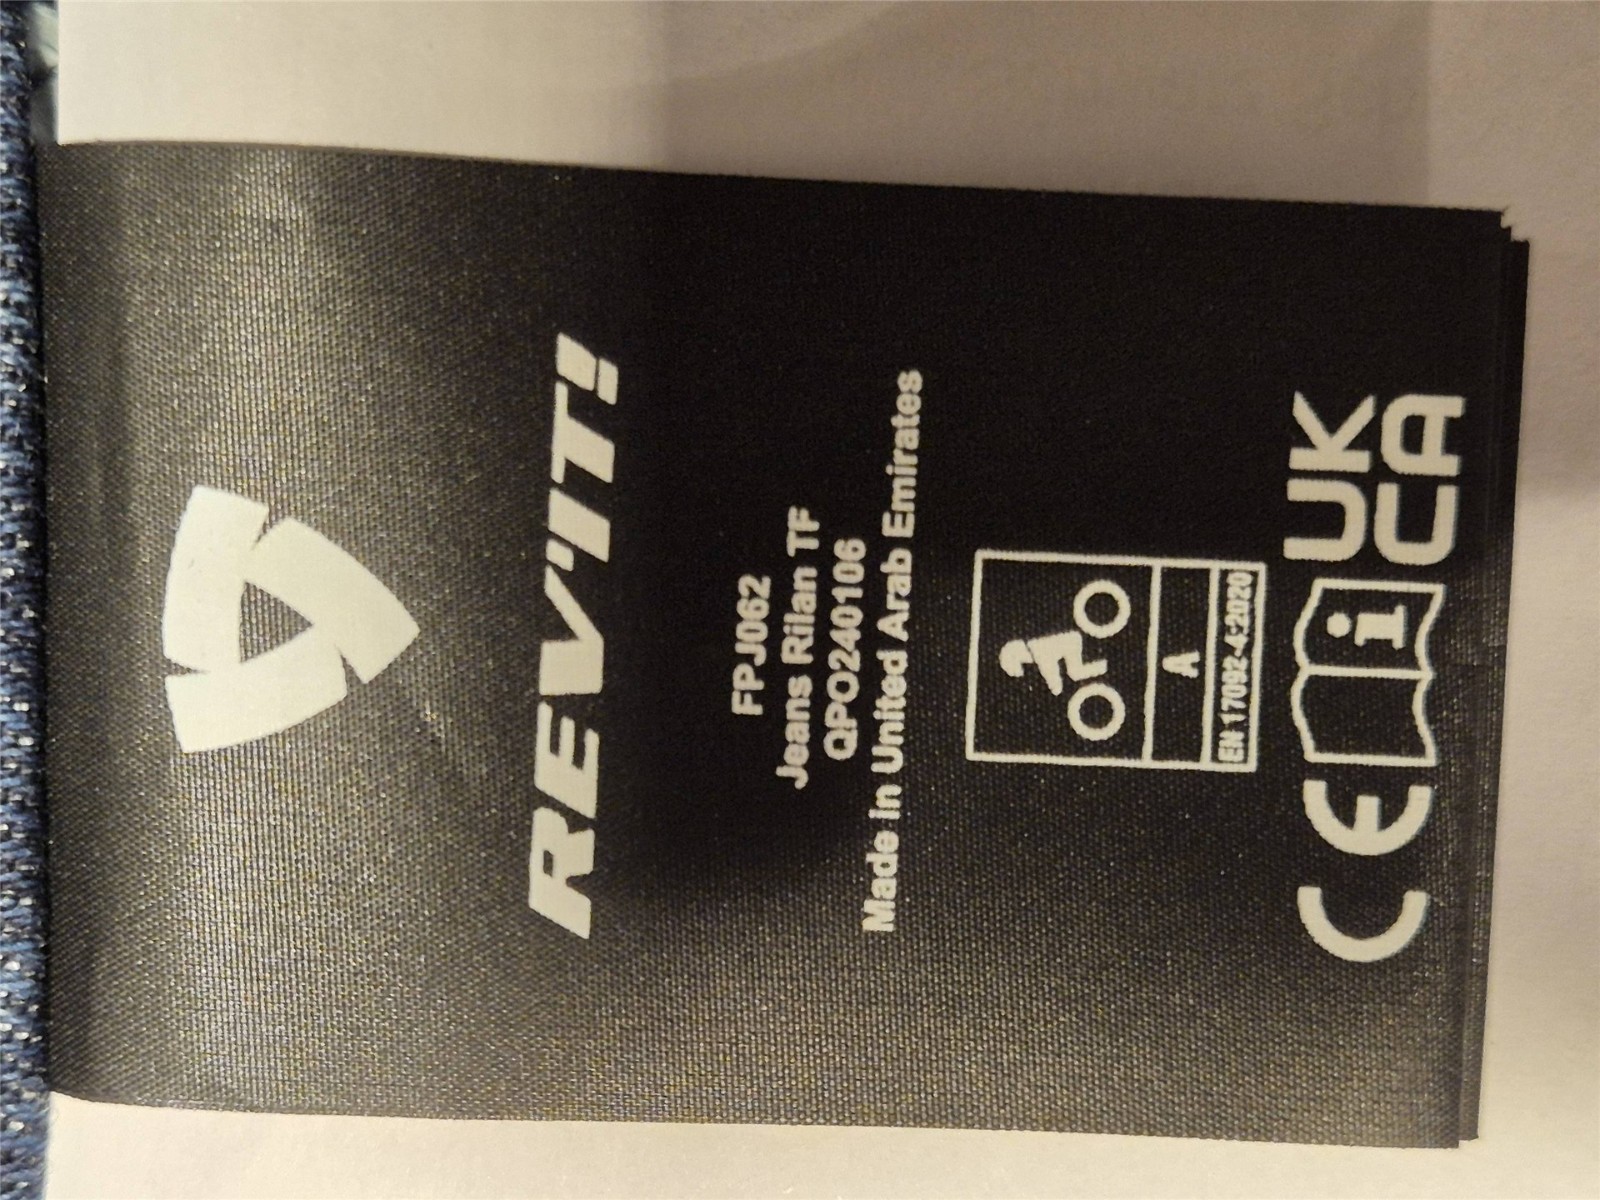 REV'IT!
FPJ062
Jeans Rilan TF
QPO240106
Made in United Arab Emirates
A
EN 17092-4:2020
CE i UK
CA